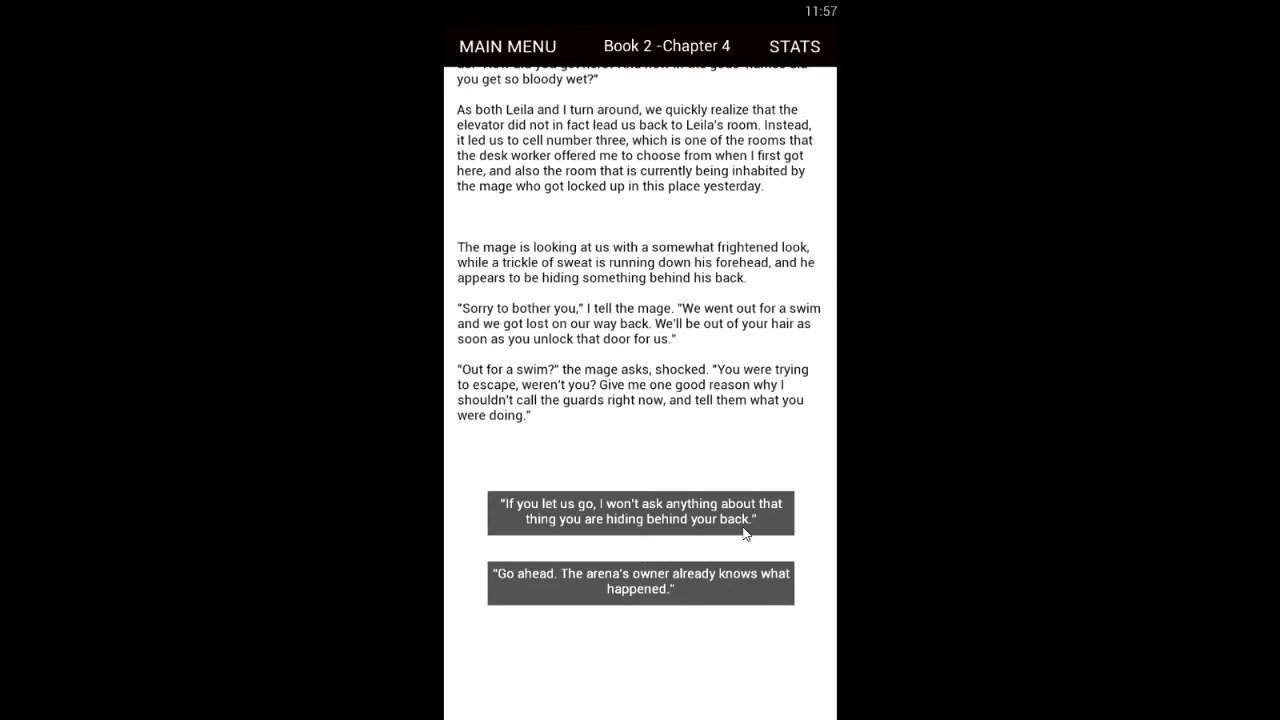 11:57
MAIN MENU Book 2 -Chapter 4 STATS
you get so bloody wet?"
As both Leila and I turn around, we quickly realize that the
elevator did not in fact lead us back to Leila's room. Instead,
it led us to cell number three, which is one of the rooms that
the desk worker offered me to choose from when I first got
here, and also the room that is currently being inhabited by
the mage who got locked up in this place yesterday.
The mage is looking at us with a somewhat frightened look,
while a trickle of sweat is running down his forehead, and he
appears to be hiding something behind his back.
"Sorry to bother you," I tell the mage. "We went out for a swim
and we got lost on our way back. We'll be out of your hair as
soon as you unlock that door for us."
"Out for a swim?" the mage asks, shocked. "You were trying
to escape, weren't you? Give me one good reason why I
shouldn't call the guards right now, and tell them what you
were doing."
"If you let us go, I won't ask anything about that
thing you are hiding behind your back."
"Go ahead. The arena's owner already knows what
happened."